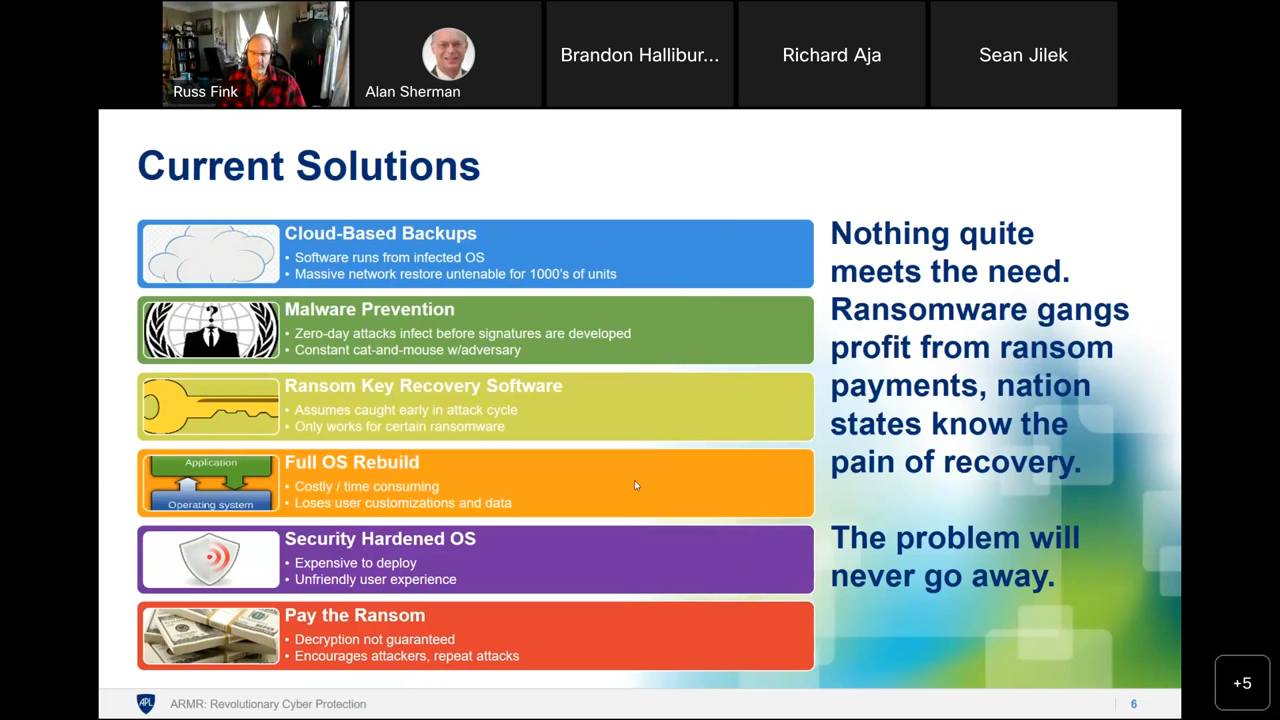 Russ Fink
Alan Sherman
Brandon Hallibur...
Richard Aja
Sean Jilek
Current Solutions
Cloud-Based Backups
• Software runs from infected OS
• Massive network restore untenable for 1000's of units
?
Malware Prevention
• Zero-day attacks infect before signatures are developed
• Constant cat-and-mouse w/adversary
Ransom Key Recovery Software
• Assumes caught early in attack cycle
• Only works for certain ransomware
Application
Operating system
Full OS Rebuild
• Costly / time consuming
• Loses user customizations and data
Security Hardened OS
• Expensive to deploy
• Unfriendly user experience
Pay the Ransom
• Decryption not guaranteed
• Encourages attackers, repeat attacks
Nothing quite
meets the need.
Ransomware gangs
profit from ransom
payments, nation
states know the
pain of recovery.
The problem will
never go away.
APL
ARMR: Revolutionary Cyber Protection
6
+5